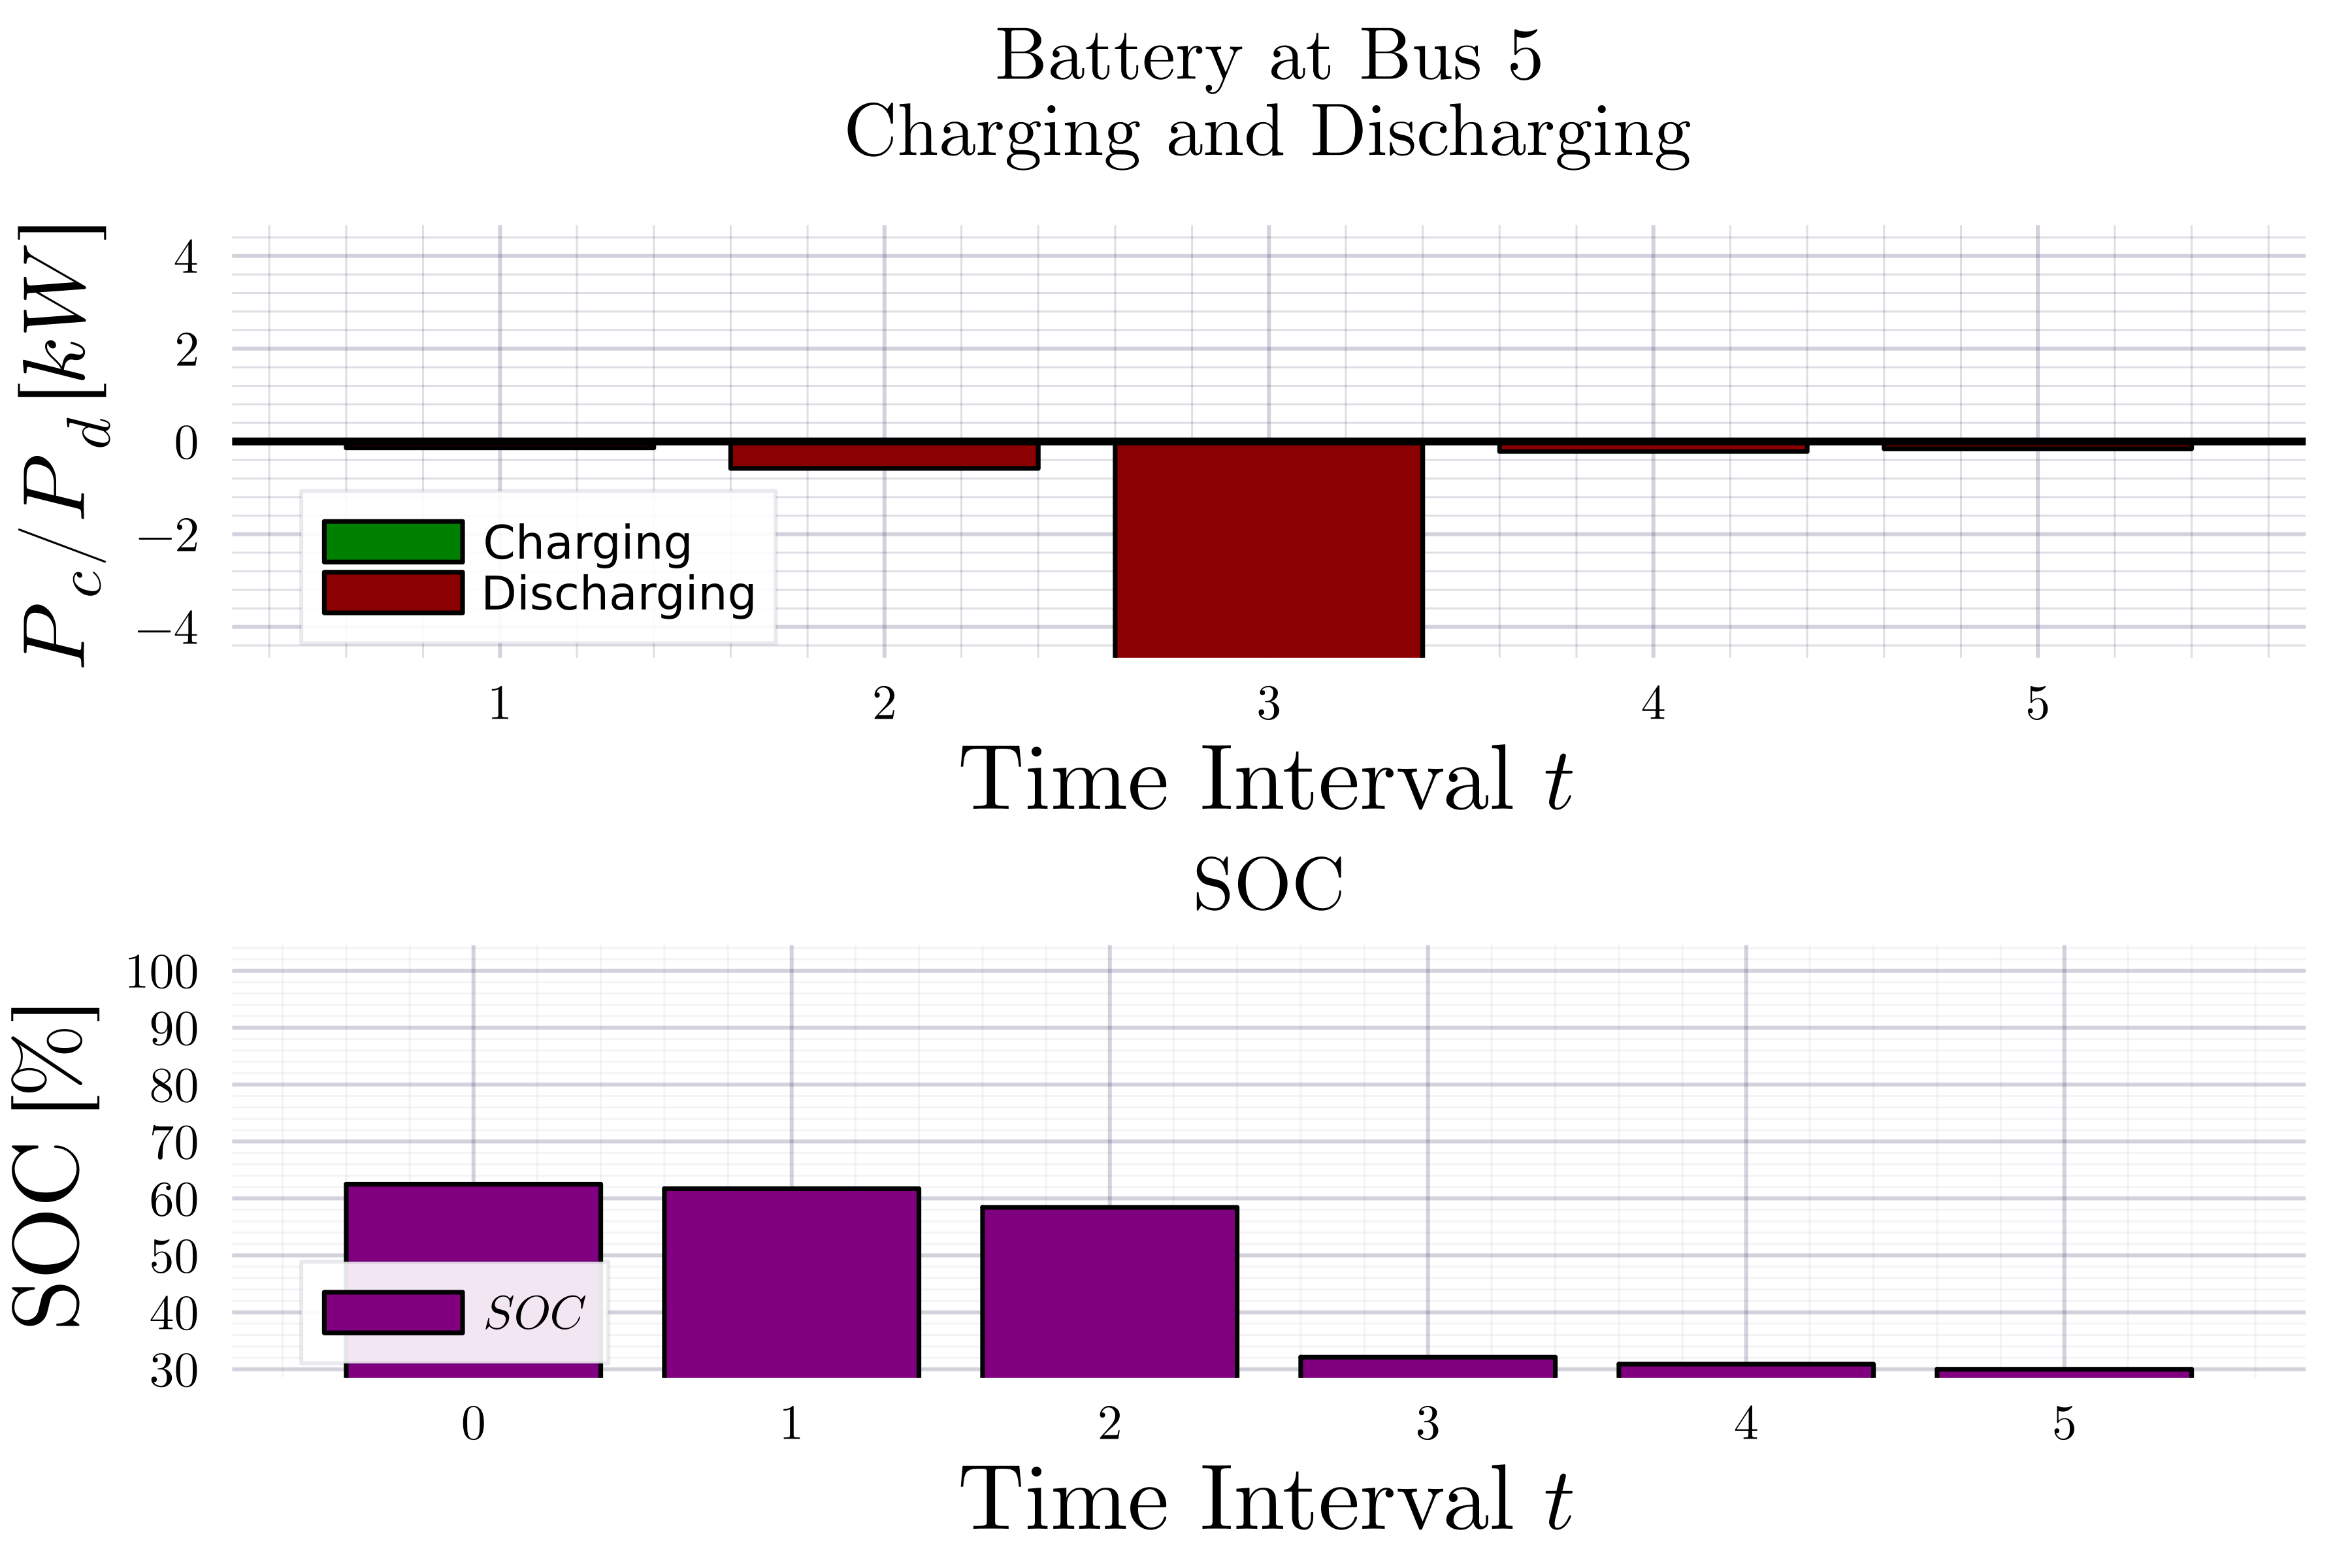 Battery at Bus 5
Charging and Discharging
P_c/P_d [kW]
4
2
0
−2
−4
Charging
Discharging
1 2 3 4 5
Time Interval t
SOC
SOC [%]
100
90
80
70
60
50
40
30
SOC
0 1 2 3 4 5
Time Interval t